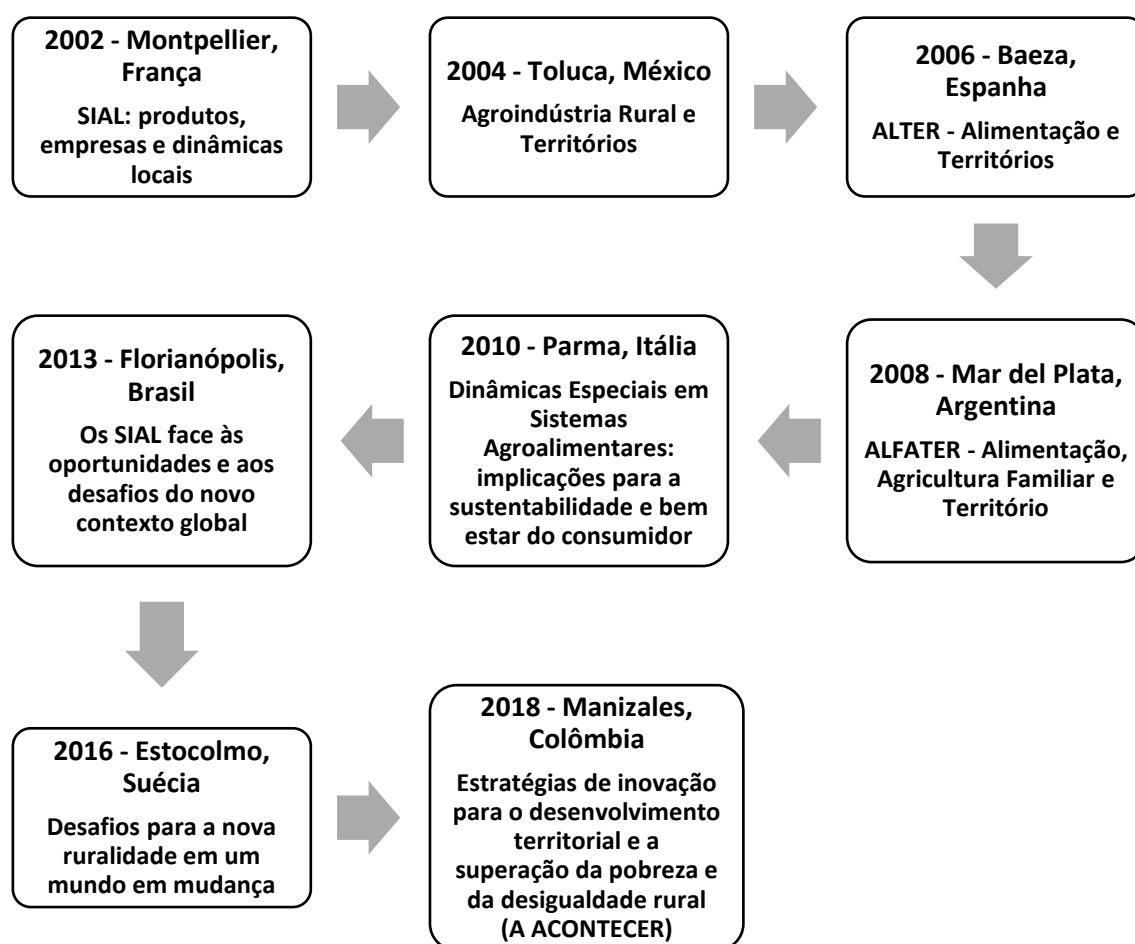 2002 - Montpellier,
França
SIAL: produtos,
empresas e dinâmicas
locais
2004 - Toluca, México
Agroindústria Rural e
Territórios
2006 - Baeza,
Espanha
ALTER - Alimentação e
Territórios
2008 - Mar del Plata,
Argentina
ALFATER - Alimentação,
Agricultura Familiar e
Território
2010 - Parma, Itália
Dinâmicas Especiais em
Sistemas
Agroalimentares:
implicações para a
sustentabilidade e bem
estar do consumidor
2013 - Florianópolis,
Brasil
Os SIAL face às
oportunidades e aos
desafios do novo
contexto global
2016 - Estocolmo,
Suécia
Desafios para a nova
ruralidade em um
mundo em mudança
2018 - Manizales,
Colômbia
Estratégias de inovação
para o desenvolvimento
territorial e a
superação da pobreza e
da desigualdade rural
(A ACONTECER)